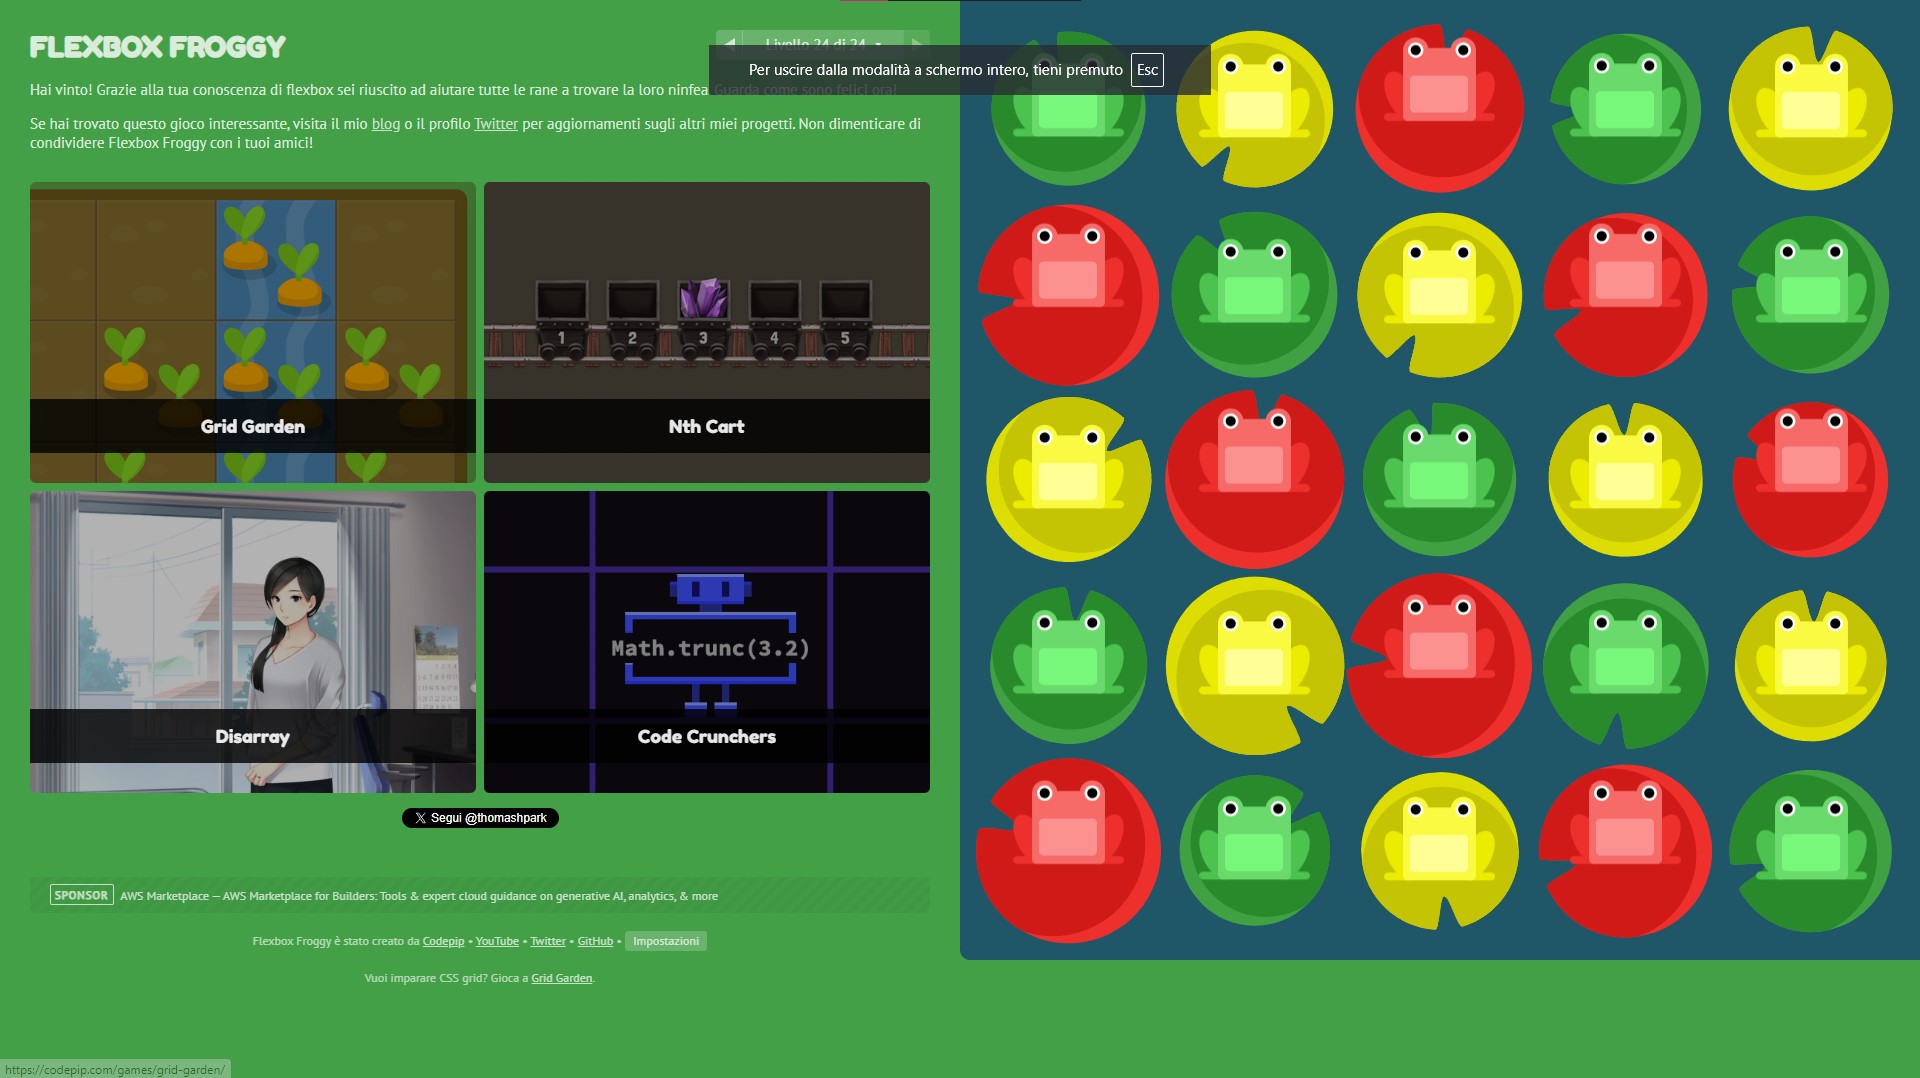 FLEXBOX FROGGY
Livello 24 di 24
Per uscire dalla modalità a schermo intero, tieni premuto Esc
Hai vinto! Grazie alla tua conoscenza di flexbox sei riuscito ad aiutare tutte le rane a trovare la loro ninfea. Guarda come sono felici ora!
Se hai trovato questo gioco interessante, visita il mio blog o il profilo Twitter per aggiornamenti sugli altri miei progetti. Non dimenticare di
condividere Flexbox Froggy con i tuoi amici!
1 2 3 4 5
Grid Garden
Nth Cart
Math.trunc(3.2)
Disarray
Code Crunchers
Segui @thomashpark
SPONSOR AWS Marketplace — AWS Marketplace for Builders: Tools & expert cloud guidance on generative AI, analytics, & more
Flexbox Froggy è stato creato da Codepip • YouTube • Twitter • GitHub • Impostazioni
Vuoi imparare CSS grid? Gioca a Grid Garden.
https://codepip.com/games/grid-garden/